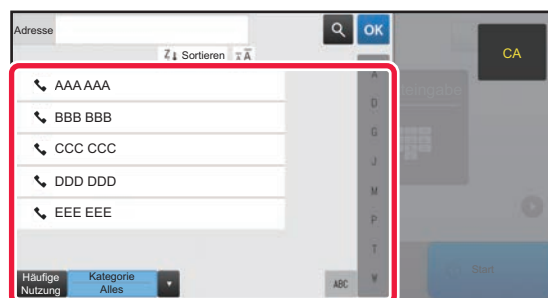 Adresse
OK
CA
Sortieren
AAA AAA
BBB BBB
CCC CCC
DDD DDD
EEE EEE
A
D
G
J
M
P
T
W
Häufige
Nutzung
Kategorie
Alles
ABC
Start